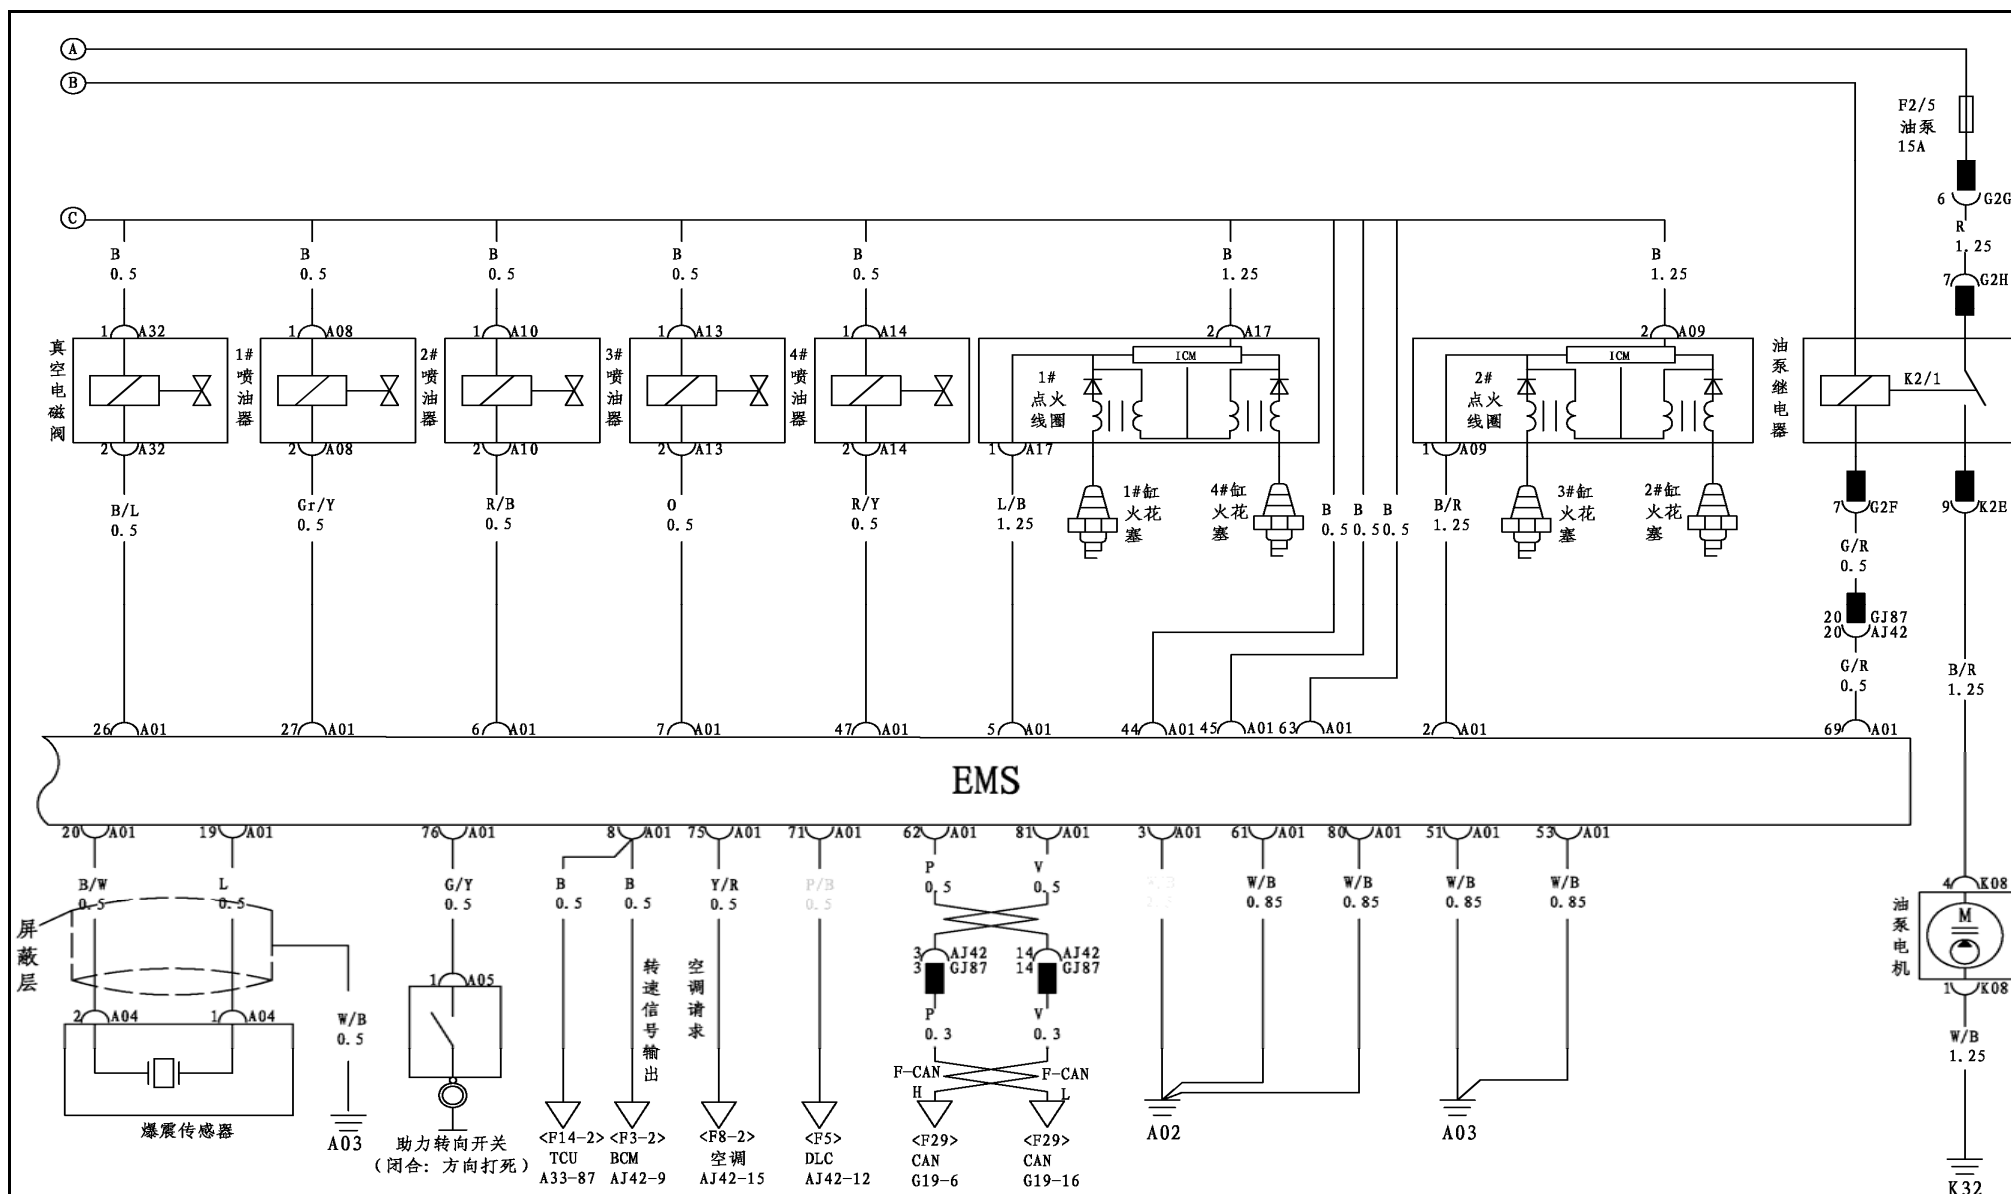 A
B
F2/5
油泵
15A
6 G2G
R
1.25
7 G2H
C
B
0.5
B
0.5
B
0.5
B
0.5
B
0.5
B
1.25
B
1.25
1 A32
1 A08
1 A10
1 A13
1 A14
2 A17
2 A09
真空电磁阀
1#喷油器
2#喷油器
3#喷油器
4#喷油器
ICM
1#
点火
线圈
ICM
2#
点火
线圈
油泵继电器
K2/1
2 A32
2 A08
2 A10
2 A13
2 A14
1 A17
1 A09
B/L
0.5
Gr/Y
0.5
R/B
0.5
O
0.5
R/Y
0.5
L/B
1.25
1#缸
火花
塞
4#缸
火花
塞
B
0.5
B
0.5
B
0.5
B/R
1.25
3#缸
火花
塞
2#缸
火花
塞
7 G2F
9 K2E
G/R
0.5
20 GJ87
20 AJ42
G/R
0.5
B/R
1.25
26 A01
27 A01
6 A01
7 A01
47 A01
5 A01
44 A01
45 A01
63 A01
2 A01
69 A01
EMS
20 A01
19 A01
76 A01
8 A01
75 A01
71 A01
62 A01
81 A01
3 A01
61 A01
80 A01
51 A01
53 A01
B/W
0.5
L
0.5
G/Y
0.5
B
0.5
B
0.5
Y/R
0.5
P/B
0.5
P
0.5
V
0.5
W/B
0.85
W/B
0.85
W/B
0.85
W/B
0.85
4 K08
油泵电机
M
1 K08
屏蔽层
W/B
0.5
2 A04
1 A04
1 A05
转速信号输出
空调请求
3 AJ42
3 GJ87
14 AJ42
14 GJ87
P
0.3
V
0.3
F-CAN
H
F-CAN
L
W/B
1.25
爆震传感器
A03
助力转向开关
(闭合: 方向打死)
<F14-2>
TCU
A33-87
<F3-2>
BCM
AJ42-9
<F8-2>
空调
AJ42-15
<F5>
DLC
AJ42-12
<F29>
CAN
G19-6
<F29>
CAN
G19-16
A02
A03
K32